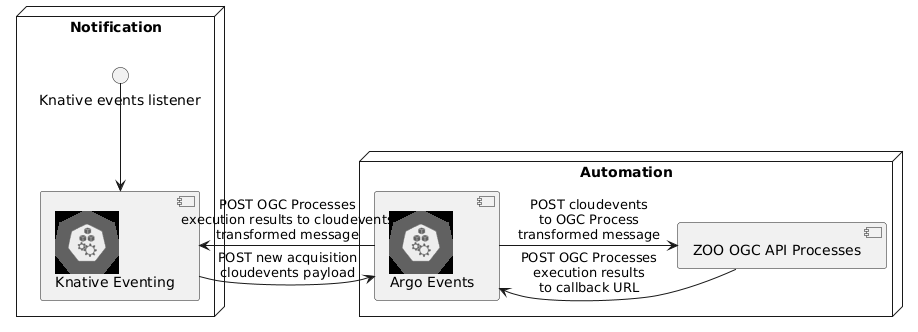 Notification
Knative events listener
Automation
POST OGC Processes
execution results to cloudevents
transformed message
POST new acquisition
cloudevents payload
Knative Eventing
Argo Events
POST cloudevents
to OGC Process
transformed message
POST OGC Processes
execution results
to callback URL
ZOO OGC API Processes